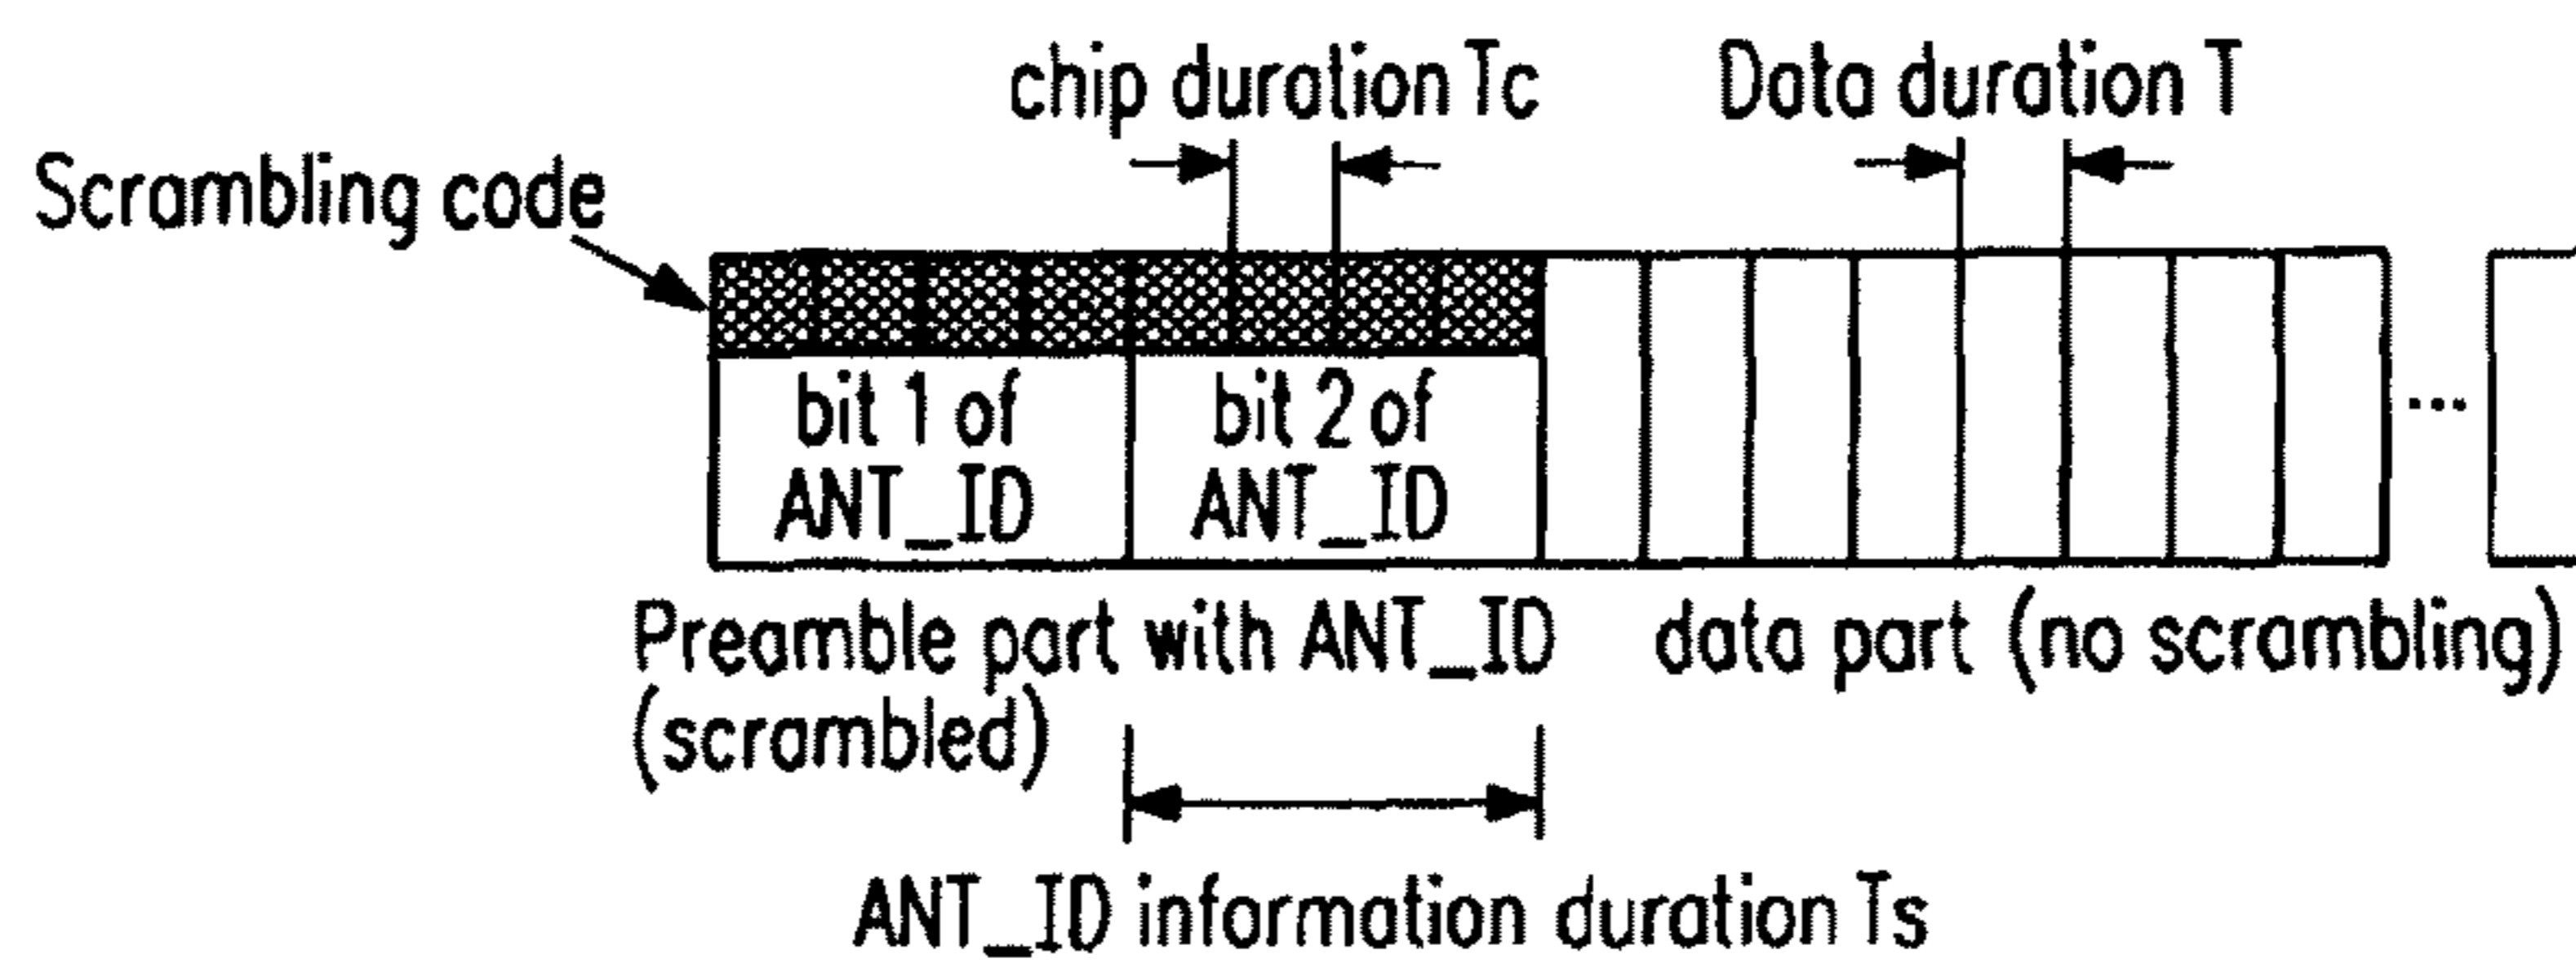 chip duration Tc
Data duration T
Scrambling code
bit 1 of
ANT_ID
bit 2 of
ANT_ID
...
Preamble part with ANT_ID
(scrambled)
data part (no scrambling)
ANT_ID information duration Ts